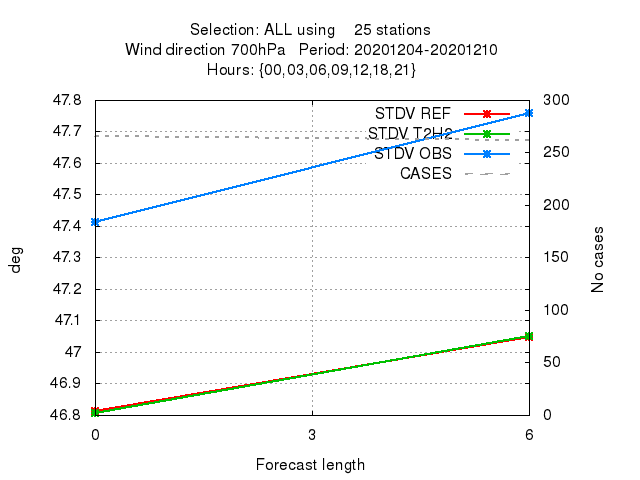 Selection: ALL using    25 stations
Wind direction 700hPa   Period: 20201204-20201210
Hours: {00,03,06,09,12,18,21}
47.8
47.7
47.6
47.5
47.4
47.3
47.2
47.1
47
46.9
46.8
deg
STDV REF
STDV T2H2
STDV OBS
CASES
300
250
200
150
100
50
0
No cases
0
3
6
Forecast length